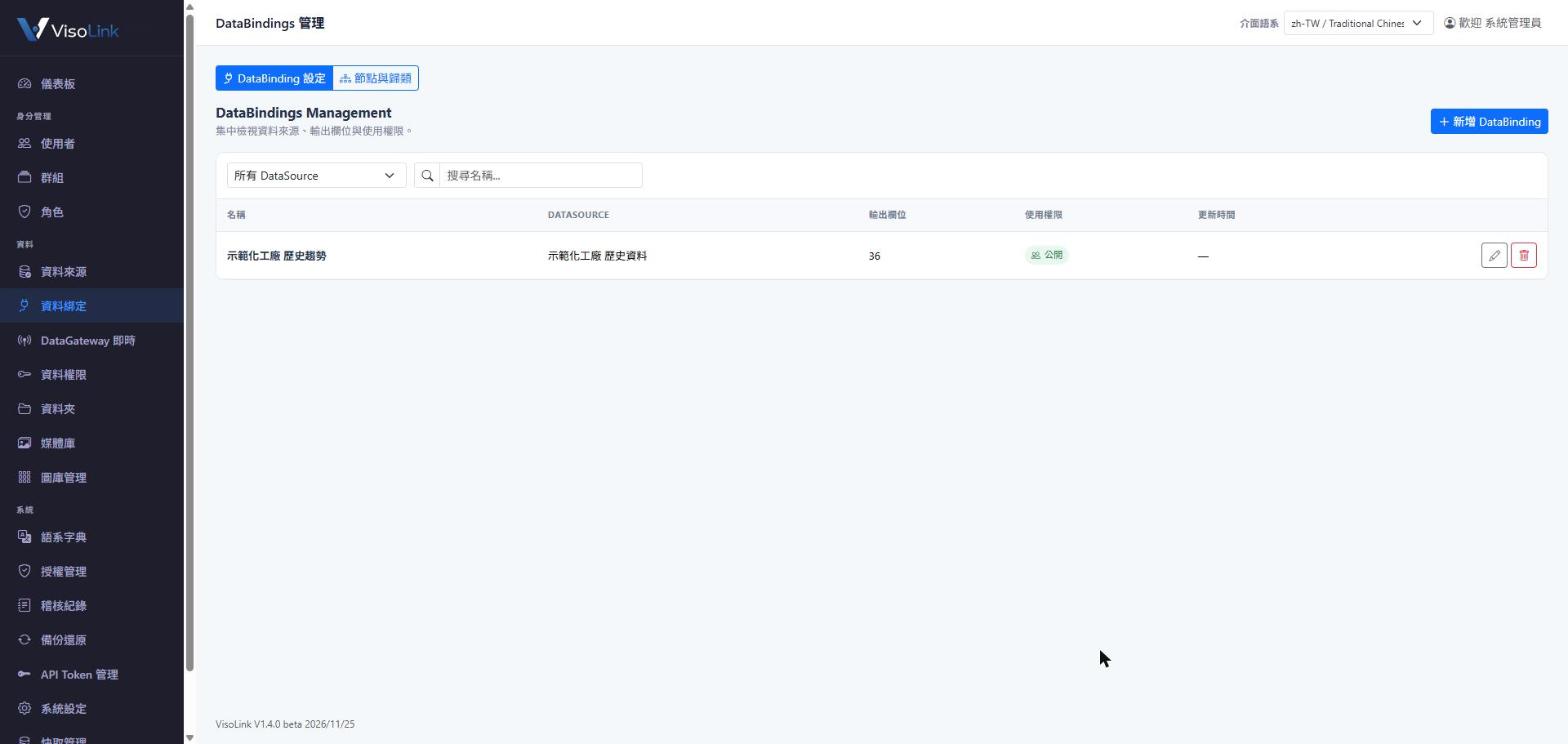 VisoLink
DataBindings 管理
介面語系
zh-TW / Traditional Chines
歡迎 系統管理員
儀表板
身分管理
使用者
群組
角色
資料
資料來源
資料綁定
DataGateway 即時
資料權限
資料夾
媒體庫
圖庫管理
系統
語系字典
授權管理
稽核紀錄
備份還原
API Token 管理
系統設定
快取管理
DataBinding 設定
節點與歸類
DataBindings Management
集中檢視資料來源、輸出欄位與使用權限。
+ 新增 DataBinding
所有 DataSource
搜尋名稱...
名稱 DATASOURCE 輸出欄位 使用權限 更新時間
示範化工廠 歷史趨勢 示範化工廠 歷史資料 36 公開 —
VisoLink V1.4.0 beta 2026/11/25